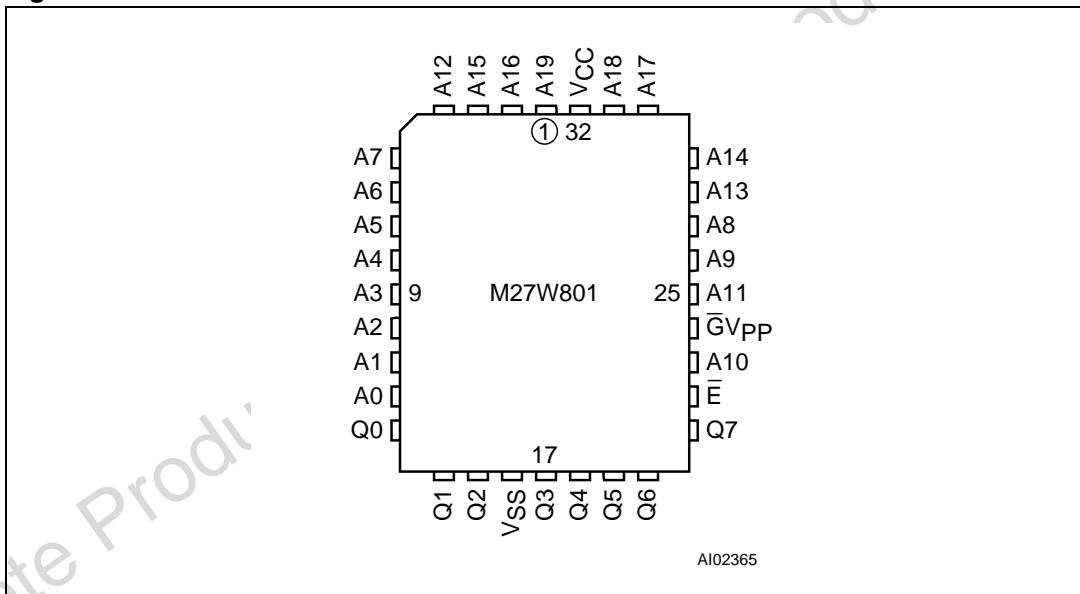 A12 A15 A16 A19 VCC A18 A17
1 32
A7 A14
A6 A13
A5 A8
A4 A9
A3 9 M27W801 25 A11
A2 G̅VPP
A1 A10
A0 E̅
Q0 Q7
17
Q1 Q2 VSS Q3 Q4 Q5 Q6
AI02365